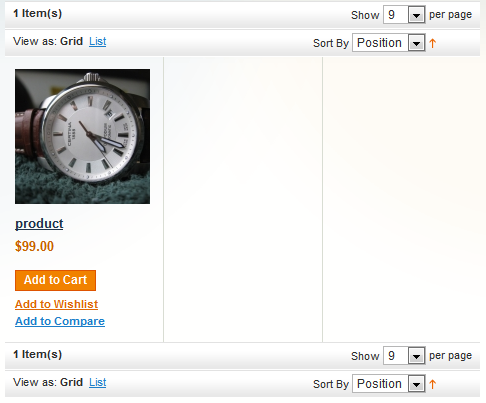 1 Item(s) Show 9 per page
View as: Grid List Sort By Position
CERTINA
1888
product
$99.00
Add to Cart
Add to Wishlist
Add to Compare
1 Item(s) Show 9 per page
View as: Grid List Sort By Position